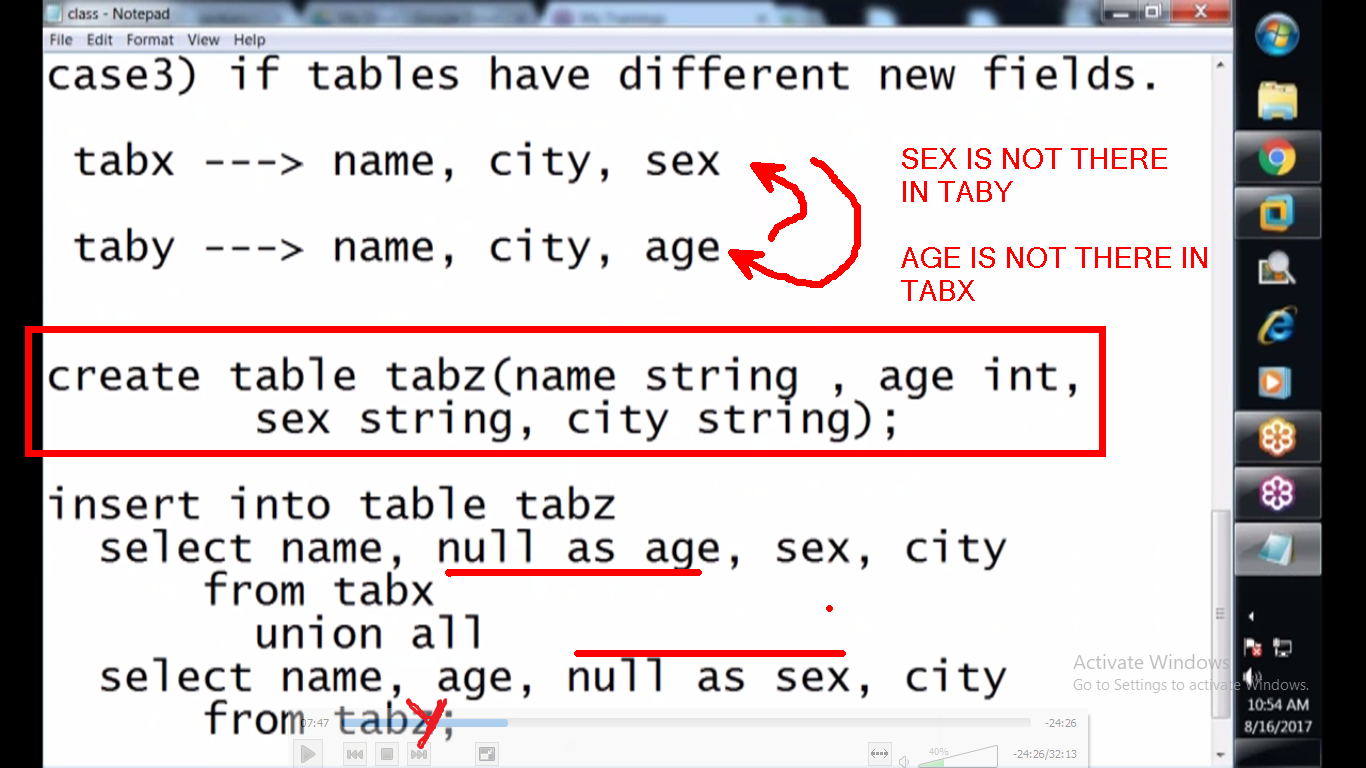 class - Notepad
File Edit Format View Help
case3) if tables have different new fields.
tabx ---> name, city, sex
SEX IS NOT THERE
IN TABY
taby ---> name, city, age
AGE IS NOT THERE IN
TABX
create table tabz(name string , age int,
sex string, city string);
insert into table tabz
select name, null as age, sex, city
from tabx
union all
select name, age, null as sex, city
from tabz;
y
Activate Windows
Go to Settings to activate Windows.
07:47
-24:26
40%
-24:26/32:13
10:54 AM
8/16/2017